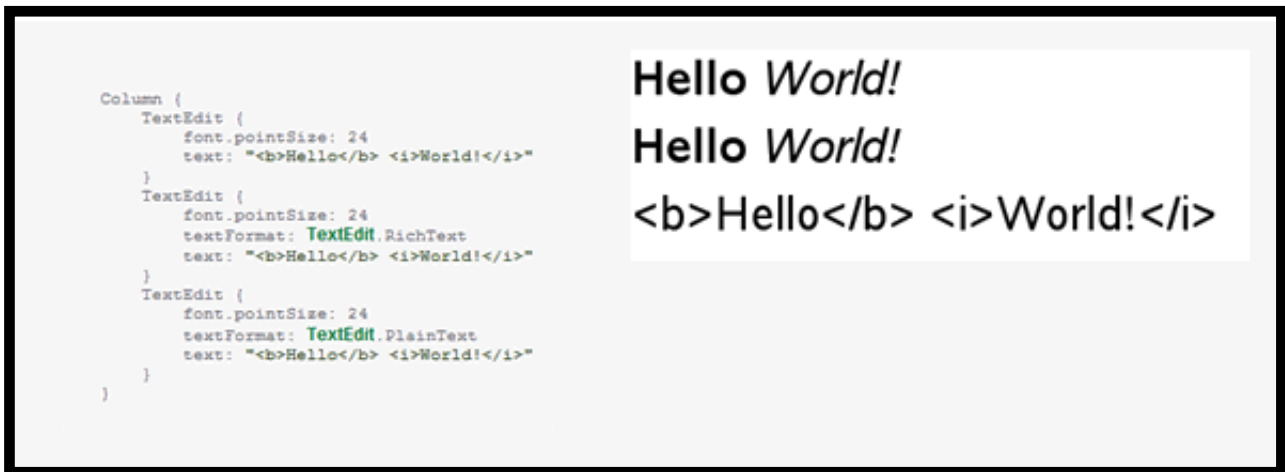 Column {
    TextEdit {
        font.pointSize: 24
        text: "<b>Hello</b> <i>World!</i>"
    }
    TextEdit {
        font.pointSize: 24
        textFormat: TextEdit.RichText
        text: "<b>Hello</b> <i>World!</i>"
    }
    TextEdit {
        font.pointSize: 24
        textFormat: TextEdit.PlainText
        text: "<b>Hello</b> <i>World!</i>"
    }
}
Hello World!
Hello World!
<b>Hello</b> <i>World!</i>